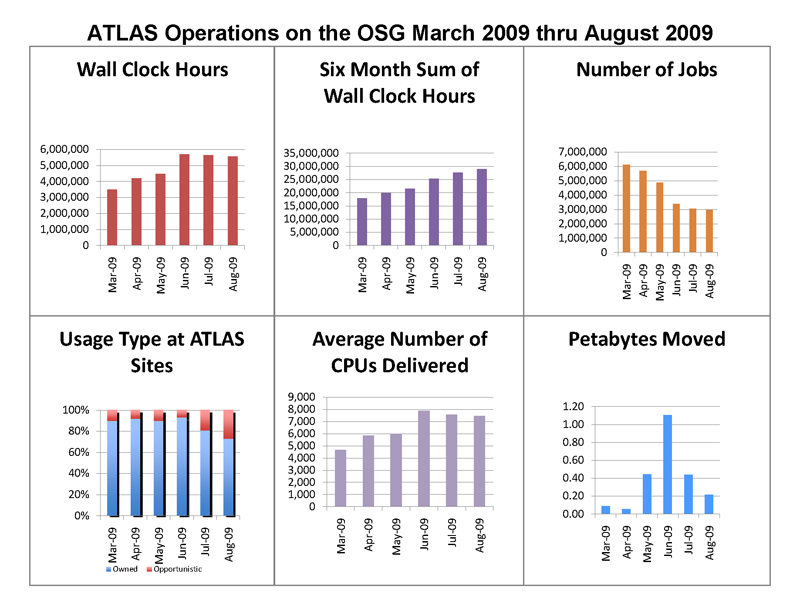 ATLAS Operations on the OSG March 2009 thru August 2009
Wall Clock Hours
6,000,000
5,000,000
4,000,000
3,000,000
2,000,000
1,000,000
0
Mar-09
Apr-09
May-09
Jun-09
Jul-09
Aug-09
Six Month Sum of
Wall Clock Hours
35,000,000
30,000,000
25,000,000
20,000,000
15,000,000
10,000,000
5,000,000
0
Mar-09
Apr-09
May-09
Jun-09
Jul-09
Aug-09
Number of Jobs
7,000,000
6,000,000
5,000,000
4,000,000
3,000,000
2,000,000
1,000,000
0
Mar-09
Apr-09
May-09
Jun-09
Jul-09
Aug-09
Usage Type at ATLAS
Sites
100%
80%
60%
40%
20%
0%
Mar-09
Apr-09
May-09
Jun-09
Jul-09
Aug-09
Owned Opportunistic
Average Number of
CPUs Delivered
9,000
8,000
7,000
6,000
5,000
4,000
3,000
2,000
1,000
0
Mar-09
Apr-09
May-09
Jun-09
Jul-09
Aug-09
Petabytes Moved
1.20
1.00
0.80
0.60
0.40
0.20
0.00
Mar-09
Apr-09
May-09
Jun-09
Jul-09
Aug-09